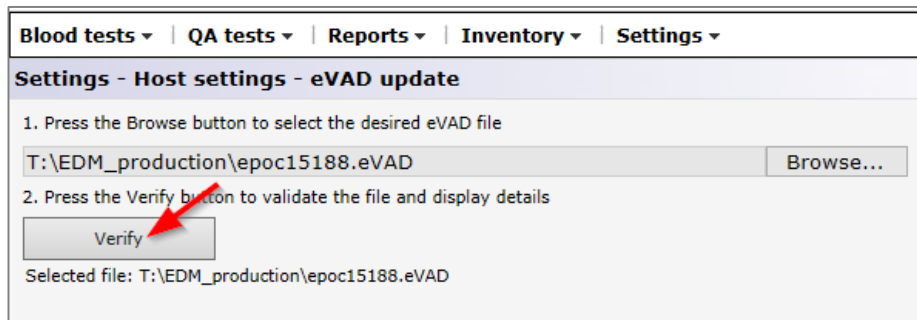 Blood tests ▾ | QA tests ▾ | Reports ▾ | Inventory ▾ | Settings ▾
Settings - Host settings - eVAD update
1. Press the Browse button to select the desired eVAD file
T:\EDM_production\epoc15188.eVAD Browse...
2. Press the Verify button to validate the file and display details
Verify
Selected file: T:\EDM_production\epoc15188.eVAD